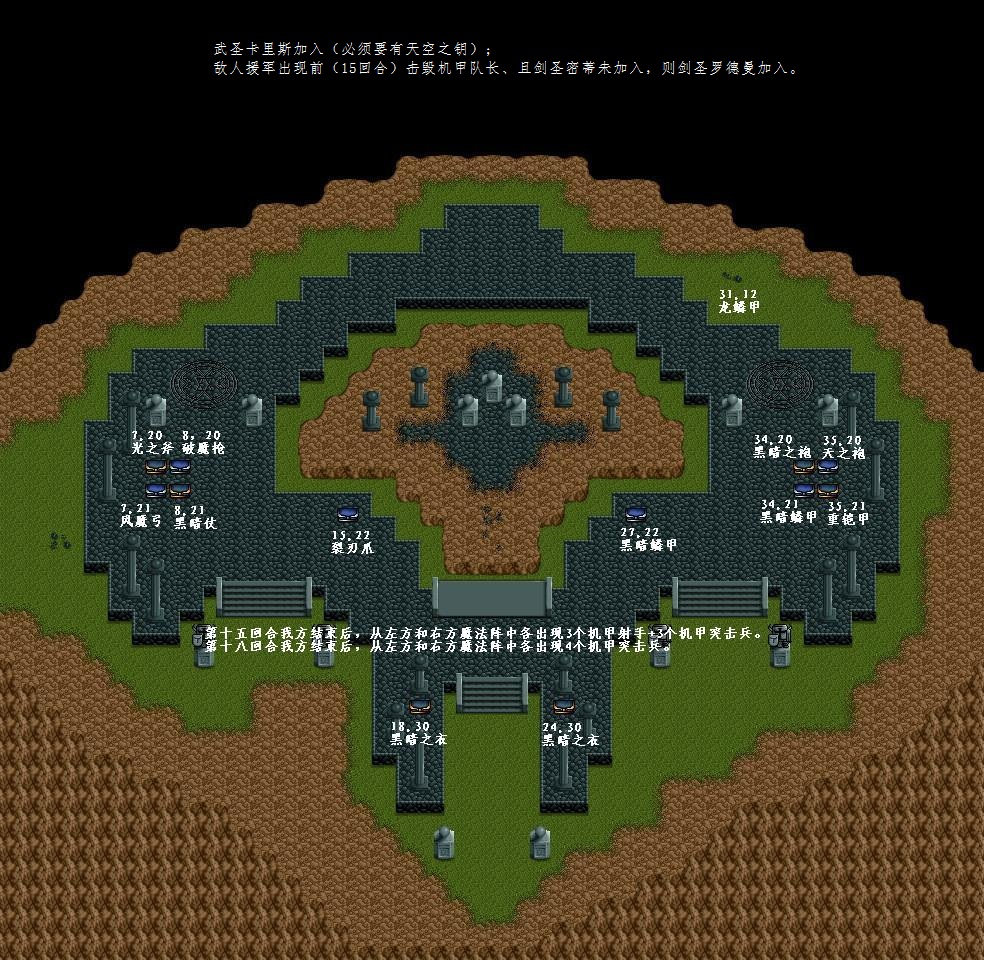 武圣卡里斯加入（必须要有天空之钥）；
敌人援军出现前（15回合）击毁机甲队长、且剑圣密蒂未加入，则剑圣罗德曼加入。
31,12
龙鳞甲
7,20
光之斧
8，20
破魔枪
34,20
黑暗之袍
35,20
天之袍
7,21
风魔弓
8,21
黑暗仗
34,21
黑暗鳞甲
35,21
重铠甲
15,22
裂刃爪
27,22
黑暗鳞甲
第十五回合我方结束后，从左方和右方魔法阵中各出现3个机甲射手+3个机甲突击兵。
第十八回合我方结束后，从左方和右方魔法阵中各出现4个机甲突击兵。
18,30
黑暗之衣
24,30
黑暗之衣